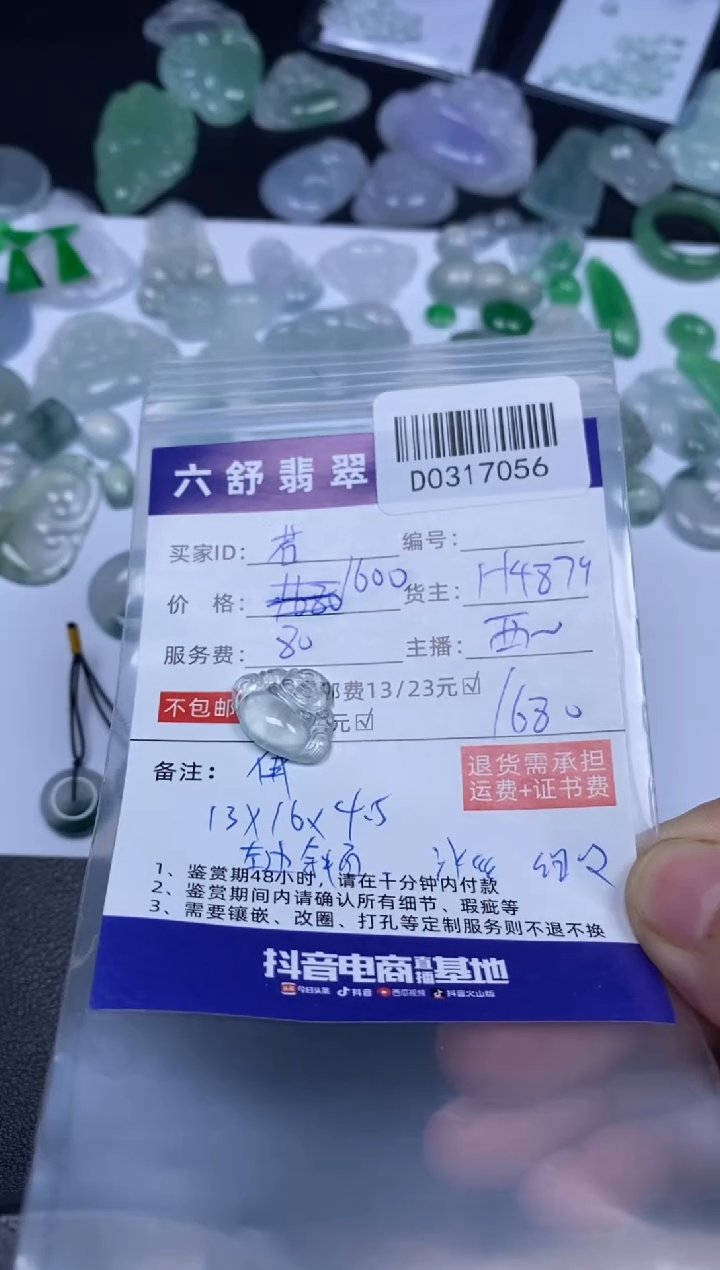 六舒翡翠
D0317056
买家ID: 若 编号:
价 格: 1600 货主: H4879
服务费: 80 主播: 西~
不包邮 邮费13/23元☑
元☑ 1680
备注: 佛
退货需承担
运费+证书费
13X16X4.5
1、鉴赏期48小时，请在十分钟内付款
2、鉴赏期间内请确认所有细节、瑕疵等
3、需要镶嵌、改圈、打孔等定制服务则不退不换
抖音电商直播基地
头条 今日头条 抖音 西瓜视频 抖音火山版